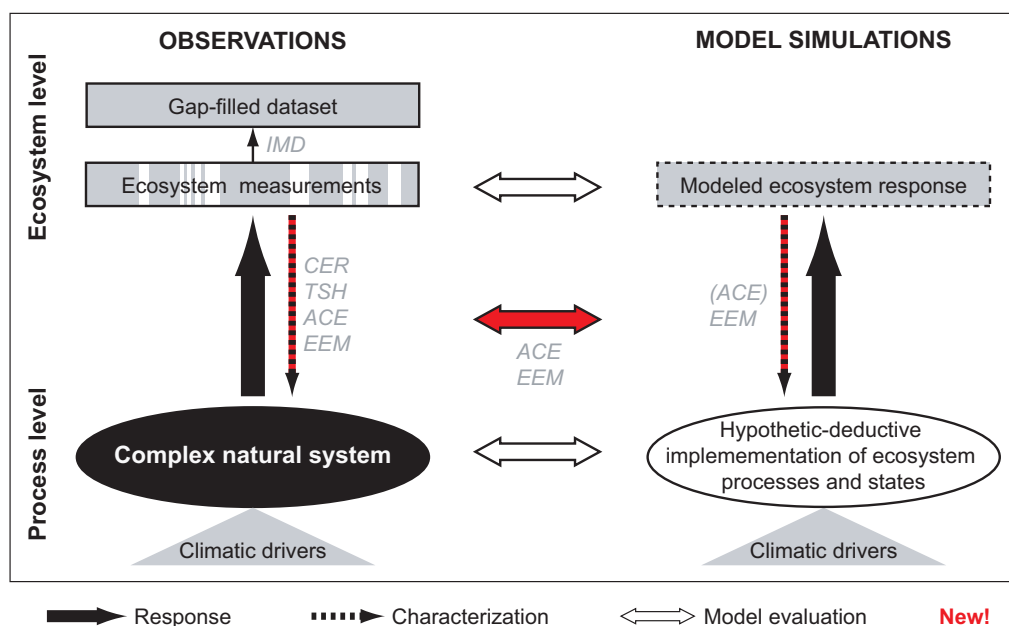 OBSERVATIONS
MODEL SIMULATIONS
Ecosystem level
Gap-filled dataset
IMD
Ecosystem measurements
Modeled ecosystem response
CER
TSH
ACE
EEM
ACE
EEM
(ACE)
EEM
Process level
Complex natural system
Hypothetic-deductive
implemementation of ecosystem
processes and states
Climatic drivers
Climatic drivers
Response
Characterization
Model evaluation
New!